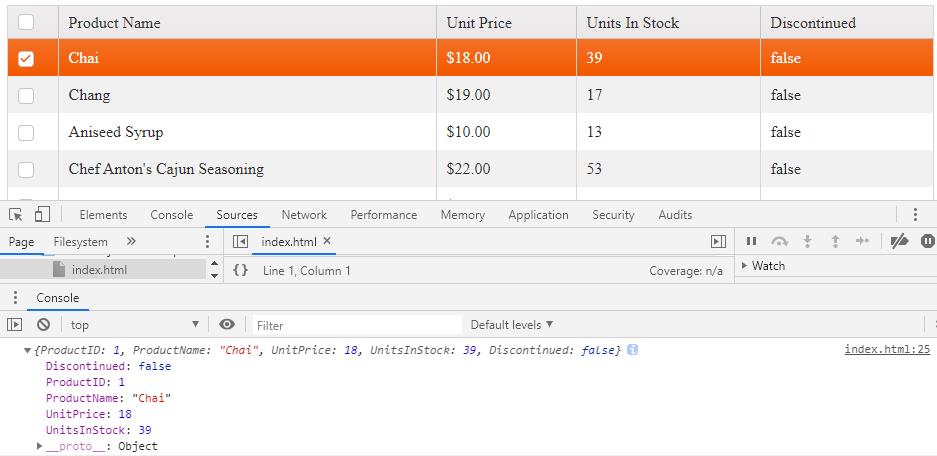 Product Name Unit Price Units In Stock Discontinued
Chai $18.00 39 false
Chang $19.00 17 false
Aniseed Syrup $10.00 13 false
Chef Anton's Cajun Seasoning $22.00 53 false
Elements Console Sources Network Performance Memory Application Security Audits
Page Filesystem » index.html ×
index.html {} Line 1, Column 1 Coverage: n/a Watch
Console
top Filter Default levels
{ProductID: 1, ProductName: "Chai", UnitPrice: 18, UnitsInStock: 39, Discontinued: false} i index.html:25
Discontinued: false
ProductID: 1
ProductName: "Chai"
UnitPrice: 18
UnitsInStock: 39
__proto__: Object